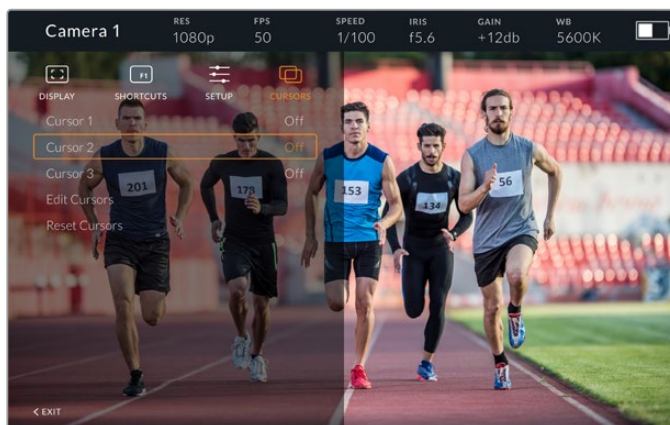 Camera 1
RES FPS SPEED IRIS GAIN WB
1080p 50 1/100 f5.6 +12db 5600K
F1
DISPLAY SHORTCUTS SETUP CURSORS
Cursor 1 Off
Cursor 2 Off
Cursor 3 Off
Edit Cursors
Reset Cursors
201
178
153
134
56
EXIT